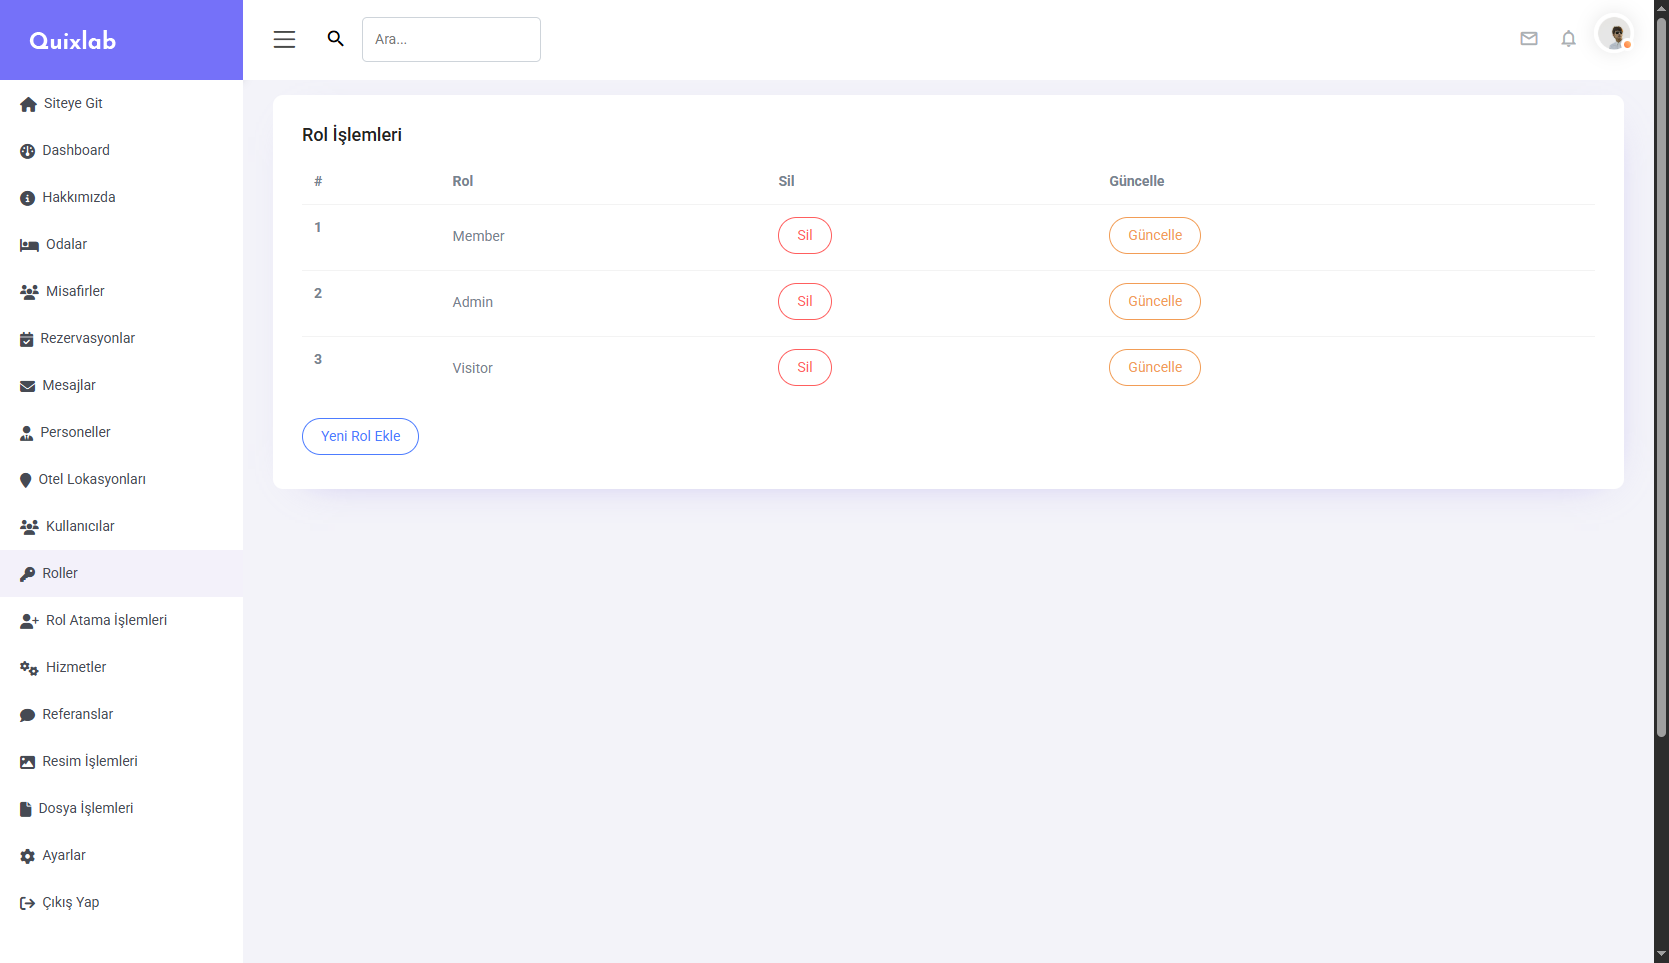 Quixlab
Ara...
Siteye Git
Dashboard
Hakkımızda
Odalar
Misafirler
Rezervasyonlar
Mesajlar
Personeller
Otel Lokasyonları
Kullanıcılar
Roller
Rol Atama İşlemleri
Hizmetler
Referanslar
Resim İşlemleri
Dosya İşlemleri
Ayarlar
Çıkış Yap
Rol İşlemleri
# Rol Sil Güncelle
1 Member Sil Güncelle
2 Admin Sil Güncelle
3 Visitor Sil Güncelle
Yeni Rol Ekle